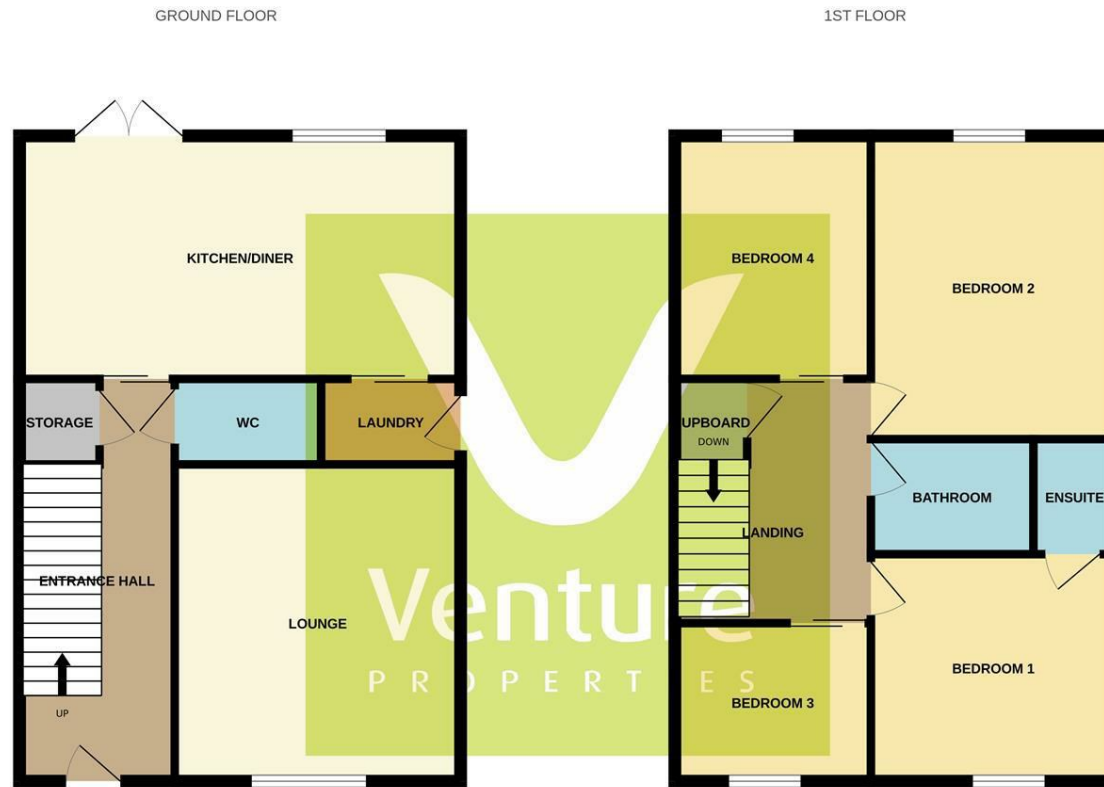 GROUND FLOOR
1ST FLOOR
KITCHEN/DINER
STORAGE
WC
LAUNDRY
ENTRANCE HALL
LOUNGE
UP
BEDROOM 4
BEDROOM 2
UPBOARD
DOWN
BATHROOM
ENSUITE
LANDING
BEDROOM 1
BEDROOM 3
Venture
PROPERTIES